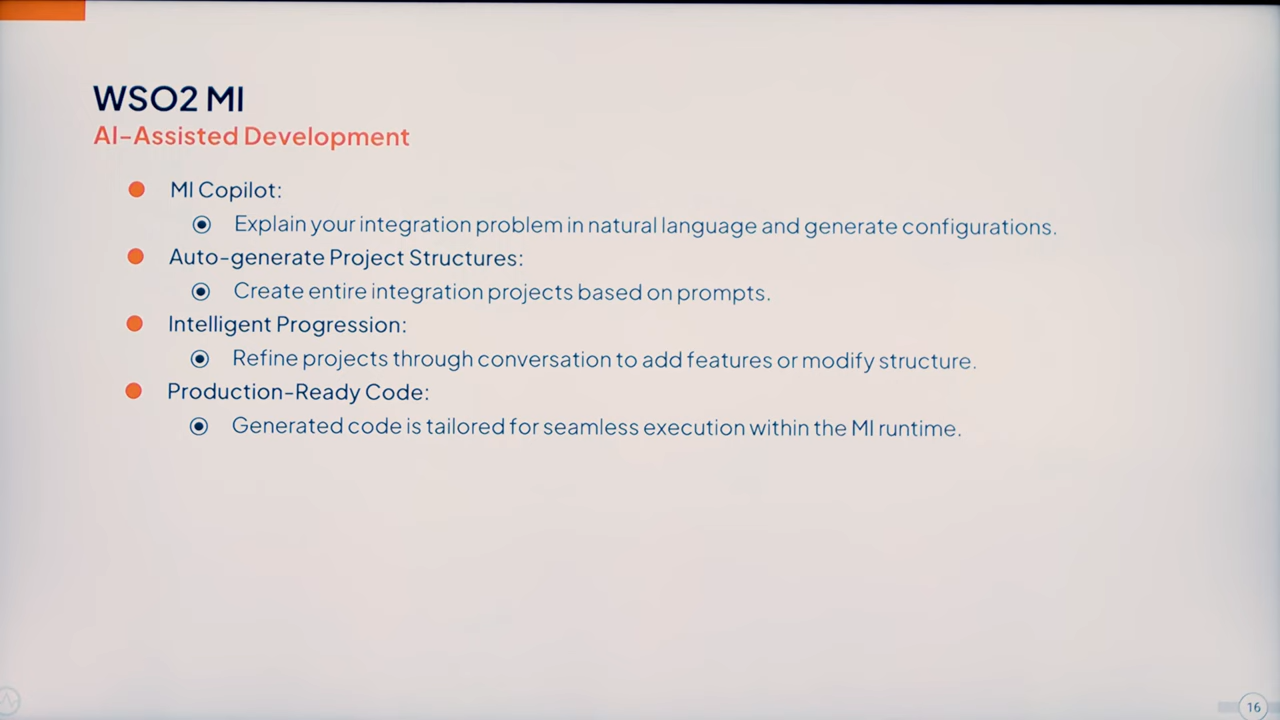 WSO2 MI
AI-Assisted Development
MI Copilot:
Explain your integration problem in natural language and generate configurations.
Auto-generate Project Structures:
Create entire integration projects based on prompts.
Intelligent Progression:
Refine projects through conversation to add features or modify structure.
Production-Ready Code:
Generated code is tailored for seamless execution within the MI runtime.
16